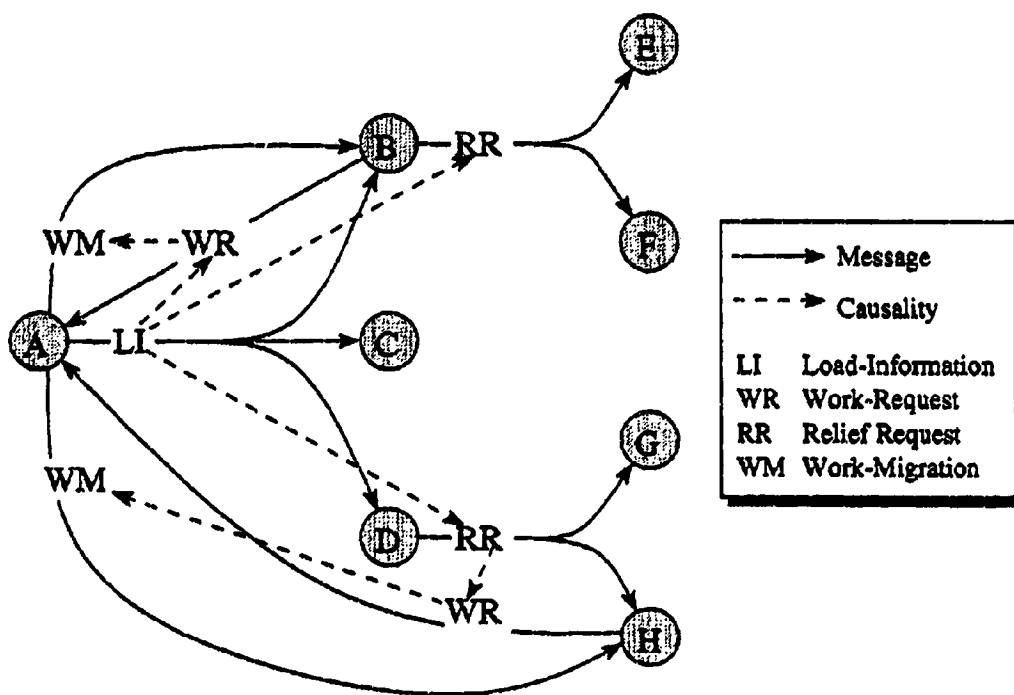 E
B
RR
F
WM
WR
A
LI
C
G
WM
D
RR
WR
H
Message
Causality
LI Load-Information
WR Work-Request
RR Relief Request
WM Work-Migration